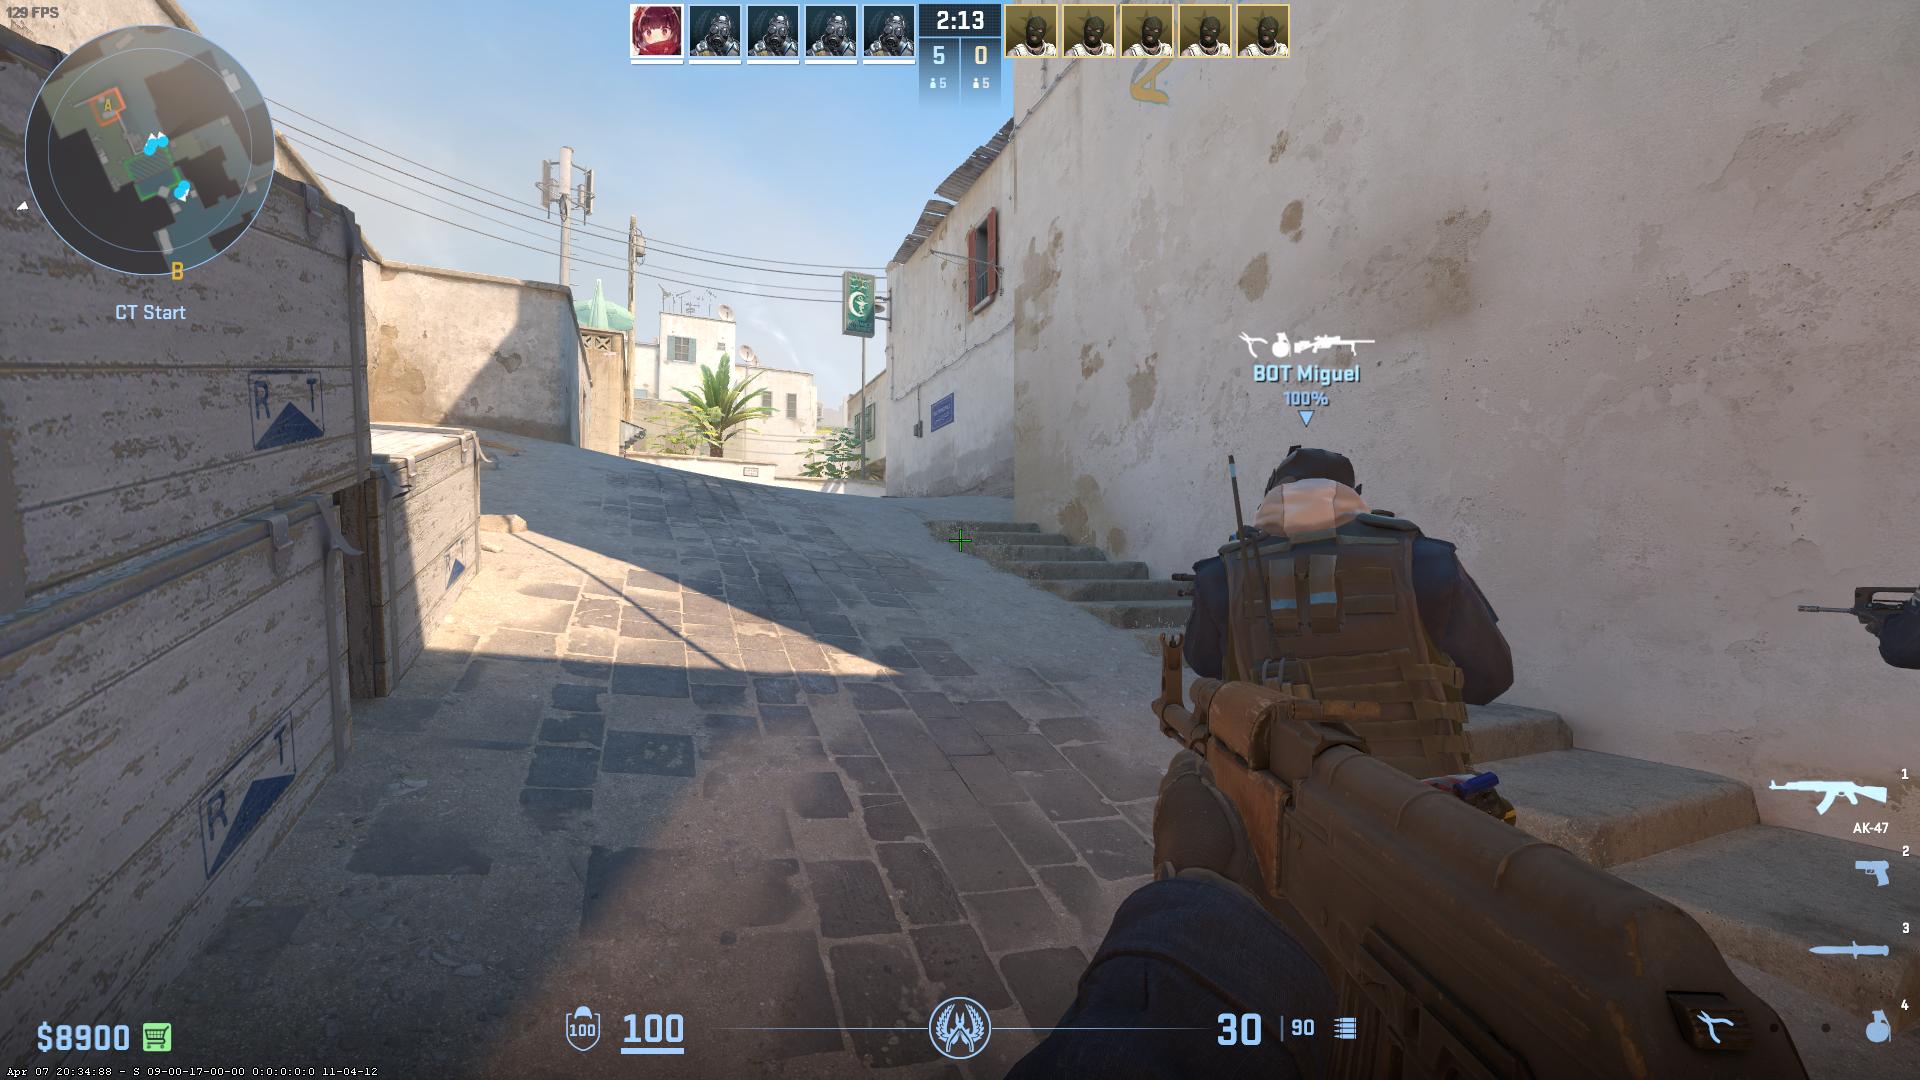 129 FPS
2:13
5 0
5 5
A
B
CT Start
2
BOT Miguel
100%
R T
R T
1
AK-47
2
3
4
$8900
100 100
30 | 90
Apr 07 20:34:88 - S 09-00-17-00-00 0:0:0:0:0 11-04-12